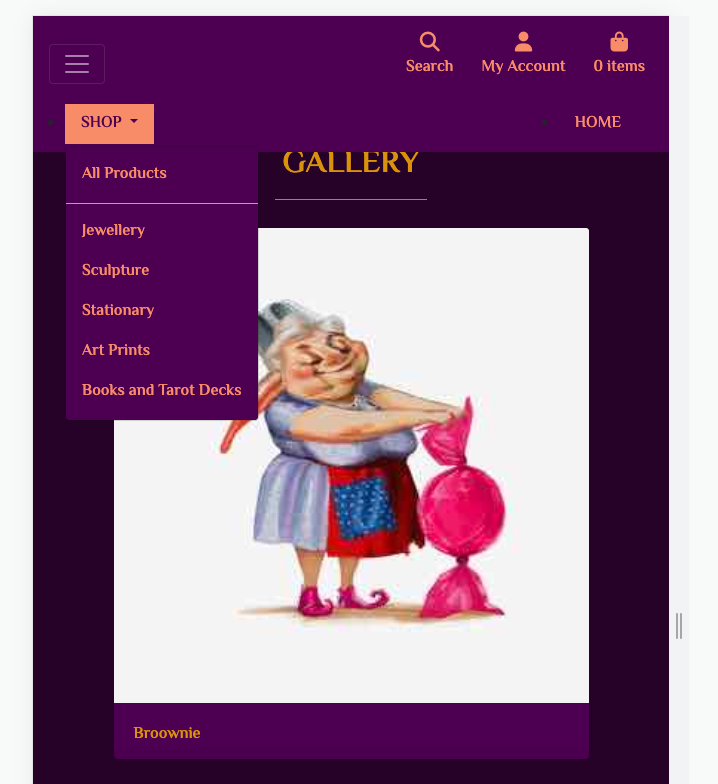 Search My Account 0 items
SHOP HOME
GALLERY
All Products
Jewellery
Sculpture
Stationary
Art Prints
Books and Tarot Decks
Broownie